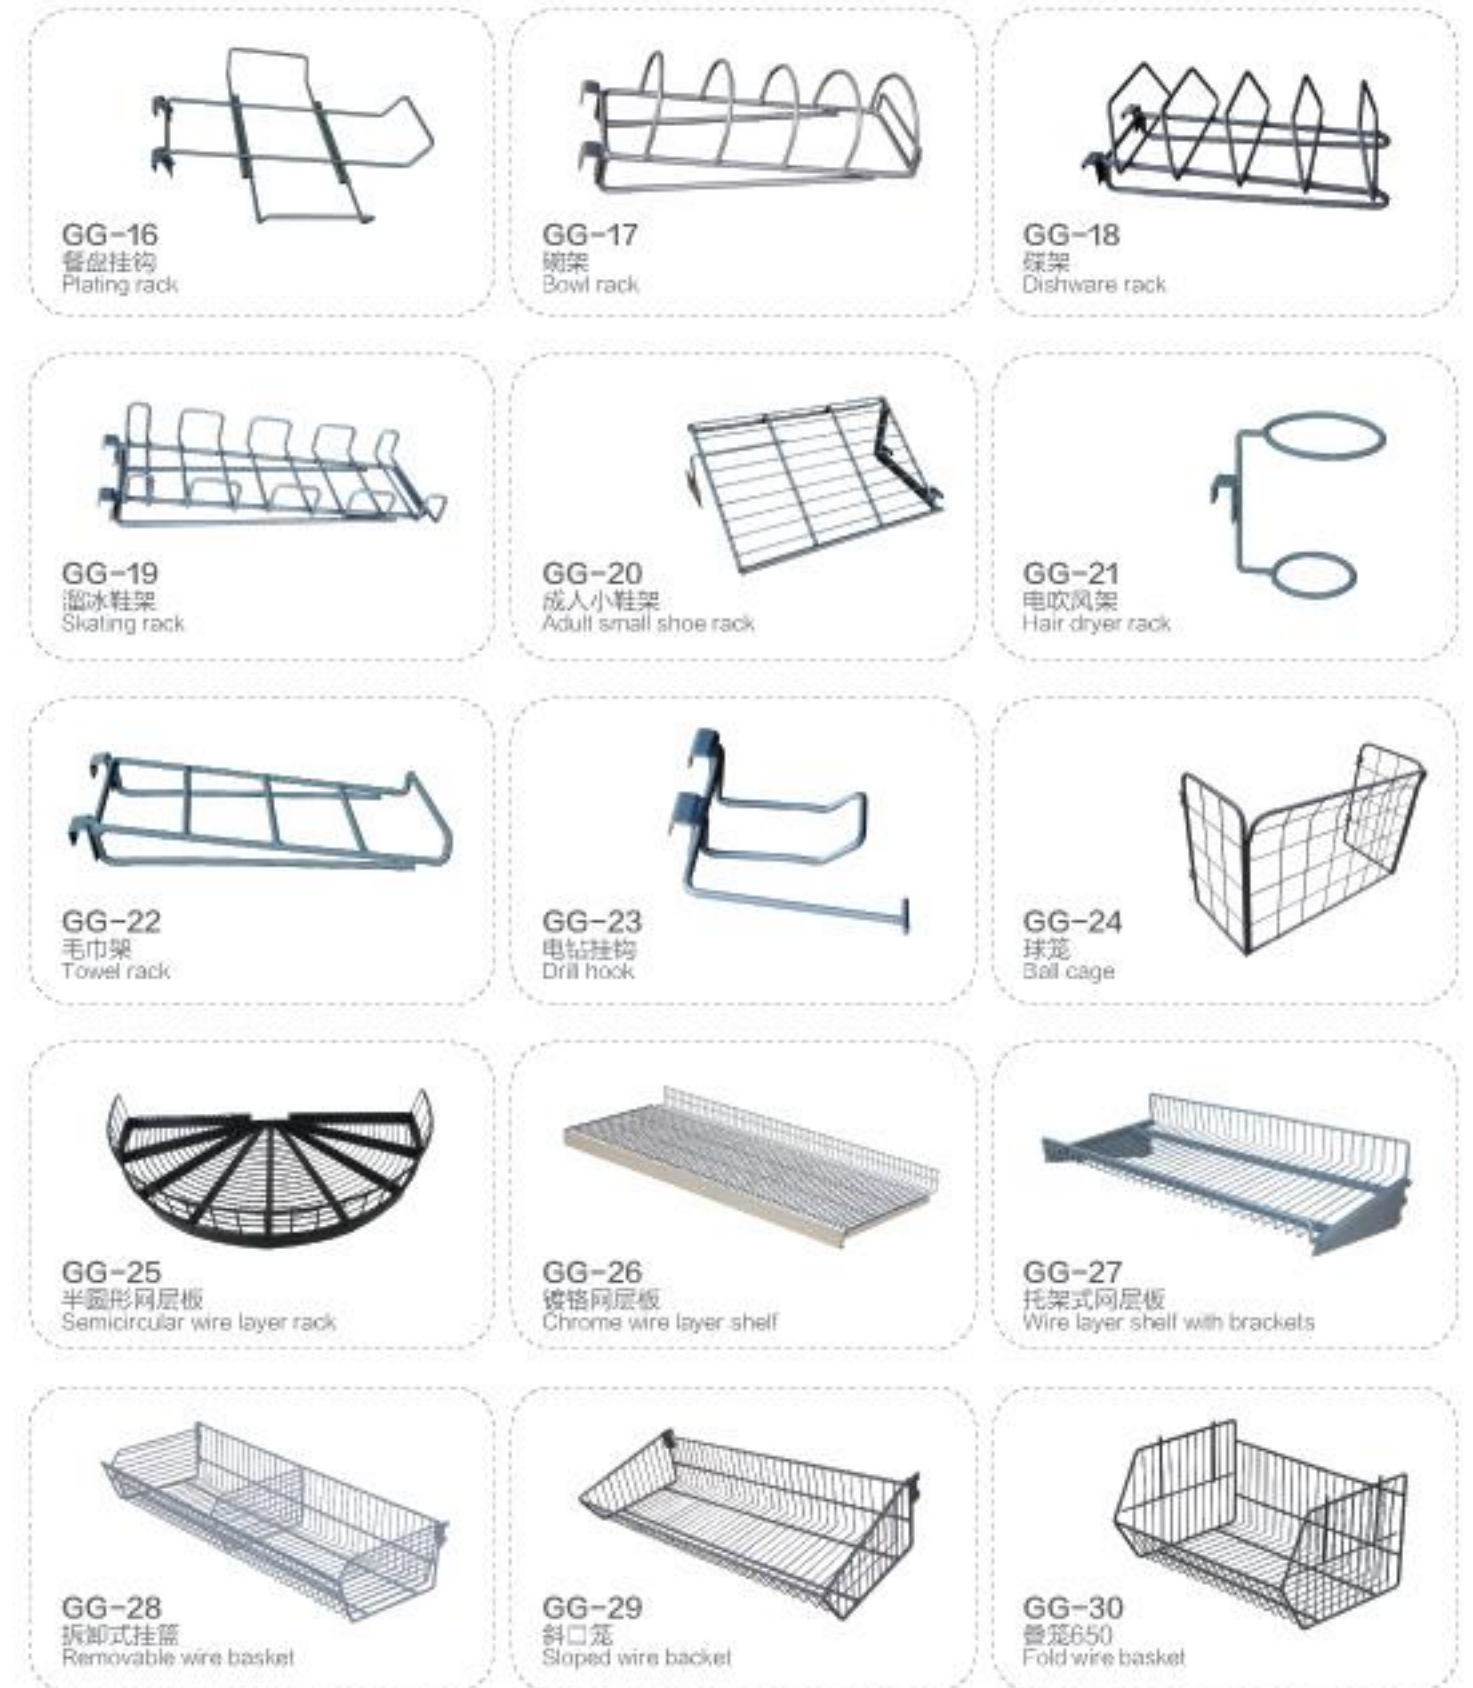 GG-16
餐盘挂钩
Plating rack
GG-17
碗架
Bowl rack
GG-18
碟架
Dishware rack
GG-19
溜冰鞋架
Skating rack
GG-20
成人小鞋架
Adult small shoe rack
GG-21
电吹风架
Hair dryer rack
GG-22
毛巾架
Towel rack
GG-23
电钻挂钩
Drill hook
GG-24
球笼
Ball cage
GG-25
半圆形网层板
Semicircular wire layer rack
GG-26
镀铬网层板
Chrome wire layer shelf
GG-27
托架式网层板
Wire layer shelf with brackets
GG-28
拆卸式挂篮
Removable wire basket
GG-29
斜口笼
Sloped wire backet
GG-30
叠笼650
Fold wire basket